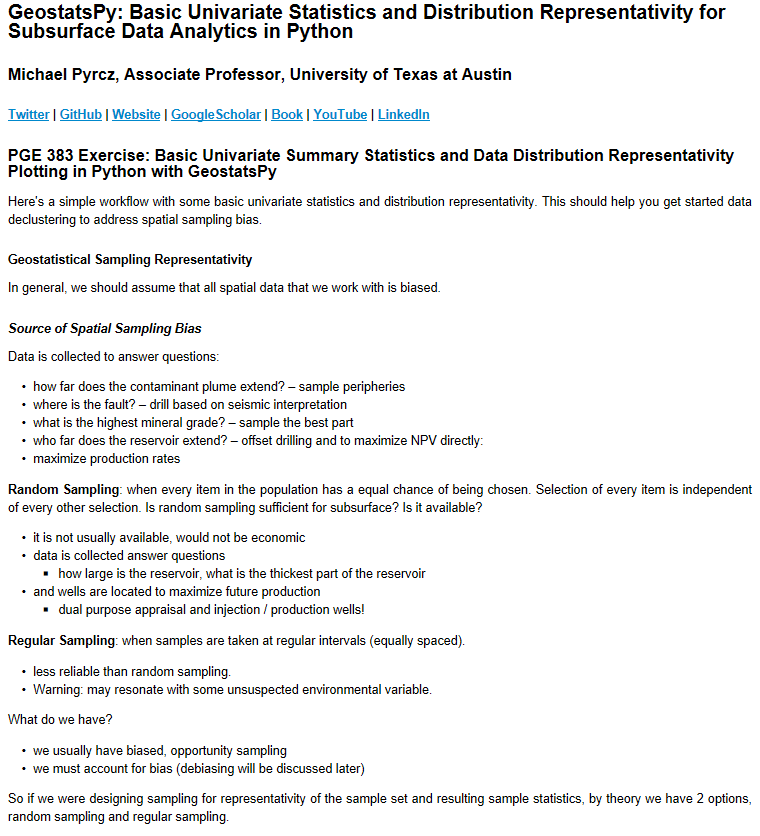 GeostatsPy: Basic Univariate Statistics and Distribution Representativity for
Subsurface Data Analytics in Python
Michael Pyrcz, Associate Professor, University of Texas at Austin
Twitter | GitHub | Website | GoogleScholar | Book | YouTube | LinkedIn
PGE 383 Exercise: Basic Univariate Summary Statistics and Data Distribution Representativity
Plotting in Python with GeostatsPy
Here's a simple workflow with some basic univariate statistics and distribution representativity. This should help you get started data
declustering to address spatial sampling bias.
Geostatistical Sampling Representativity
In general, we should assume that all spatial data that we work with is biased.
Source of Spatial Sampling Bias
Data is collected to answer questions:
• how far does the contaminant plume extend? – sample peripheries
• where is the fault? – drill based on seismic interpretation
• what is the highest mineral grade? – sample the best part
• who far does the reservoir extend? – offset drilling and to maximize NPV directly:
• maximize production rates
Random Sampling: when every item in the population has a equal chance of being chosen. Selection of every item is independent
of every other selection. Is random sampling sufficient for subsurface? Is it available?
• it is not usually available, would not be economic
• data is collected answer questions
▪ how large is the reservoir, what is the thickest part of the reservoir
• and wells are located to maximize future production
▪ dual purpose appraisal and injection / production wells!
Regular Sampling: when samples are taken at regular intervals (equally spaced).
• less reliable than random sampling.
• Warning: may resonate with some unsuspected environmental variable.
What do we have?
• we usually have biased, opportunity sampling
• we must account for bias (debiasing will be discussed later)
So if we were designing sampling for representativity of the sample set and resulting sample statistics, by theory we have 2 options,
random sampling and regular sampling.